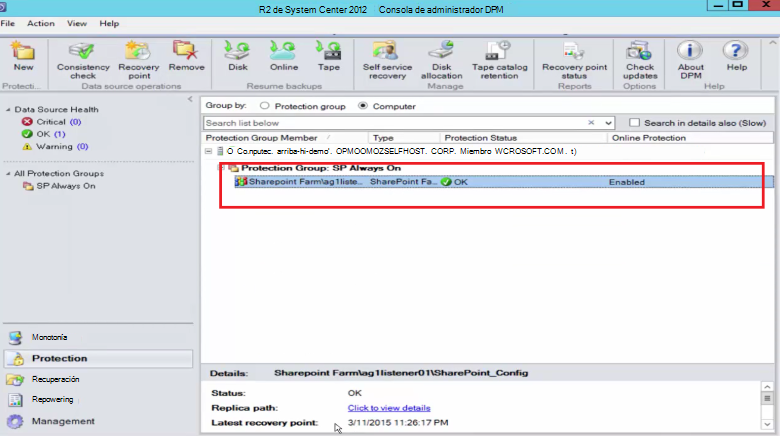 R2 de System Center 2012 Consola de administrador DPM
File Action View Help
New Consistency check Recovery point Remove Disk Online Tape Self service recovery Disk allocation Tape catalog retention Recovery point status Check updates About DPM Help
Protecti... Data source operations Resume backups Manage Reports Options Help
Data Source Health
Critical (0)
OK (1)
Warning (0)
All Protection Groups
SP Always On
Group by: Protection group Computer
Search list below Search in details also (Slow)
Protection Group Member Type Protection Status Online Protection
O Co.nputec. arriba-hi-demo'. OPMOOMOZSELFHOST. CORP. Miembro WCROSOFT.COM. t)
Protection Group: SP Always On
Sharepoint Farm\ag1liste... SharePoint Fa... OK Enabled
Monotonía
Protection
Recuperación
Repowering
Management
Details: Sharepoint Farm\ag1listener01\SharePoint_Config
Status: OK
Replica path: Click to view details
Latest recovery point: 3/11/2015 11:26:17 PM